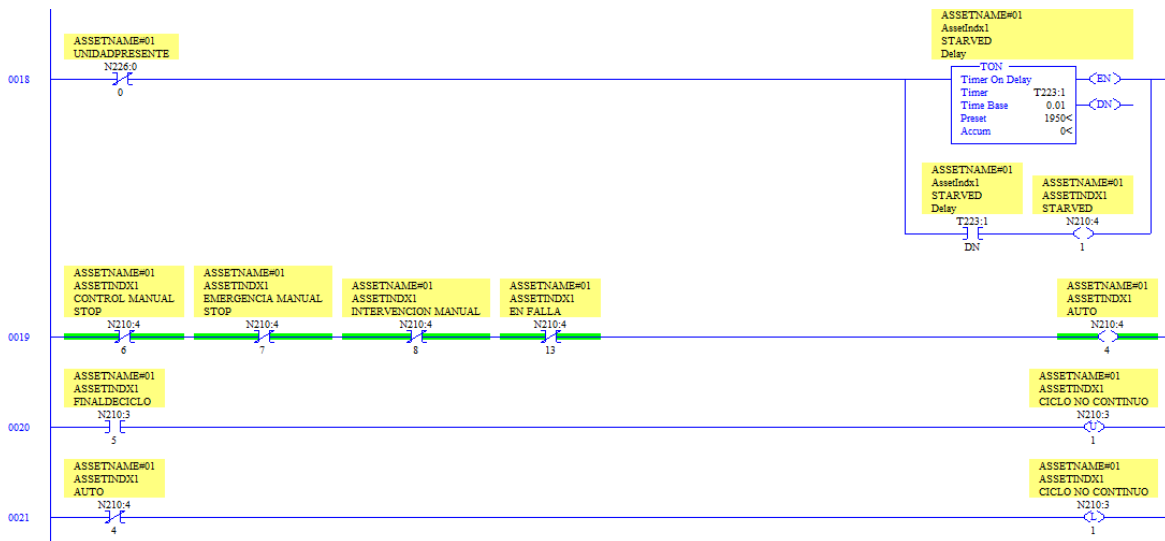 ASSETNAME#01
AssetIndx1
STARVED
Delay
ASSETNAME#01
UNIDADPRESENTE
N226:0
0
0018
TON
Timer On Delay
Timer T223:1
Time Base 0.01
Preset 1950<
Accum 0<
EN
DN
ASSETNAME#01
AssetIndx1
STARVED
Delay
T223:1
DN
ASSETNAME#01
ASSETINDX1
STARVED
N210:4
1
0019
ASSETNAME#01
ASSETINDX1
CONTROL MANUAL
STOP
N210:4
6
ASSETNAME#01
ASSETINDX1
EMERGENCIA MANUAL
STOP
N210:4
7
ASSETNAME#01
ASSETINDX1
INTERVENCION MANUAL
N210:4
8
ASSETNAME#01
ASSETINDX1
EN FALLA
N210:4
13
ASSETNAME#01
ASSETINDX1
AUTO
N210:4
4
0020
ASSETNAME#01
ASSETINDX1
FINALDECICLO
N210:3
5
ASSETNAME#01
ASSETINDX1
CICLO NO CONTINUO
N210:3
U
1
0021
ASSETNAME#01
ASSETINDX1
AUTO
N210:4
4
ASSETNAME#01
ASSETINDX1
CICLO NO CONTINUO
N210:3
L
1